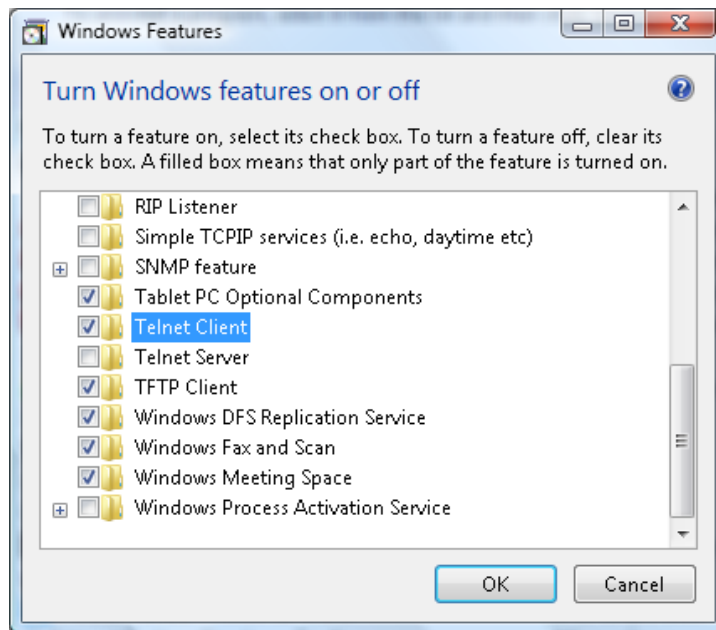 Windows Features
Turn Windows features on or off
To turn a feature on, select its check box. To turn a feature off, clear its
check box. A filled box means that only part of the feature is turned on.
RIP Listener
Simple TCPIP services (i.e. echo, daytime etc)
SNMP feature
Tablet PC Optional Components
Telnet Client
Telnet Server
TFTP Client
Windows DFS Replication Service
Windows Fax and Scan
Windows Meeting Space
Windows Process Activation Service
OK Cancel